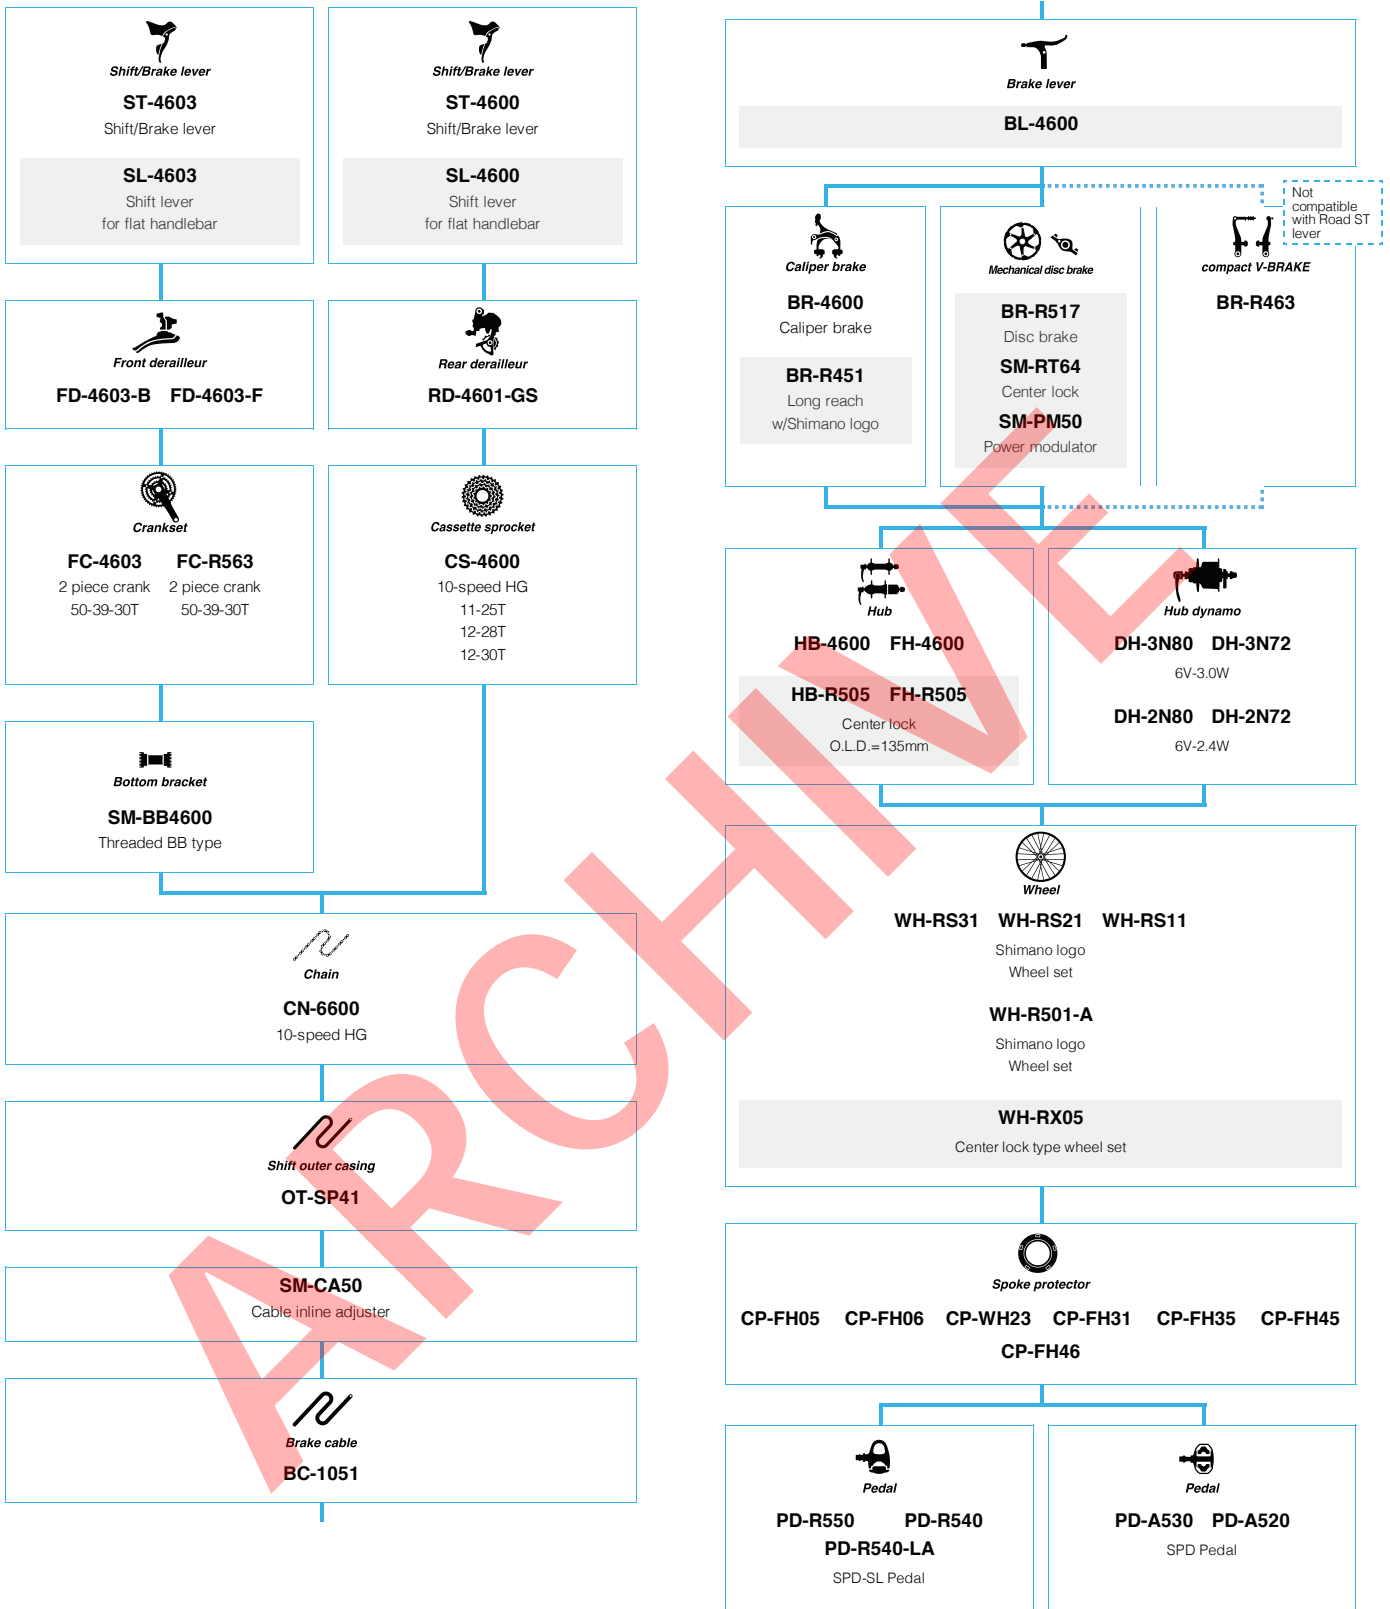 Shift/Brake lever
ST-4603
Shift/Brake lever
SL-4603
Shift lever
for flat handlebar
Shift/Brake lever
ST-4600
Shift/Brake lever
SL-4600
Shift lever
for flat handlebar
Front derailleur
FD-4603-B FD-4603-F
Rear derailleur
RD-4601-GS
Crankset
FC-4603 FC-R563
2 piece crank 2 piece crank
50-39-30T 50-39-30T
Cassette sprocket
CS-4600
10-speed HG
11-25T
12-28T
12-30T
Bottom bracket
SM-BB4600
Threaded BB type
Chain
CN-6600
10-speed HG
Shift outer casing
OT-SP41
SM-CA50
Cable inline adjuster
Brake cable
BC-1051
Brake lever
BL-4600
Not
compatible
with Road ST
lever
Caliper brake
BR-4600
Caliper brake
BR-R451
Long reach
w/Shimano logo
Mechanical disc brake
BR-R517
Disc brake
SM-RT64
Center lock
SM-PM50
Power modulator
compact V-BRAKE
BR-R463
Hub
HB-4600 FH-4600
HB-R505 FH-R505
Center lock
O.L.D.=135mm
Hub dynamo
DH-3N80 DH-3N72
6V-3.0W
DH-2N80 DH-2N72
6V-2.4W
Wheel
WH-RS31 WH-RS21 WH-RS11
Shimano logo
Wheel set
WH-R501-A
Shimano logo
Wheel set
WH-RX05
Center lock type wheel set
Spoke protector
CP-FH05 CP-FH06 CP-WH23 CP-FH31 CP-FH35 CP-FH45
CP-FH46
Pedal
PD-R550 PD-R540
PD-R540-LA
SPD-SL Pedal
Pedal
PD-A530 PD-A520
SPD Pedal
ARCHIVE